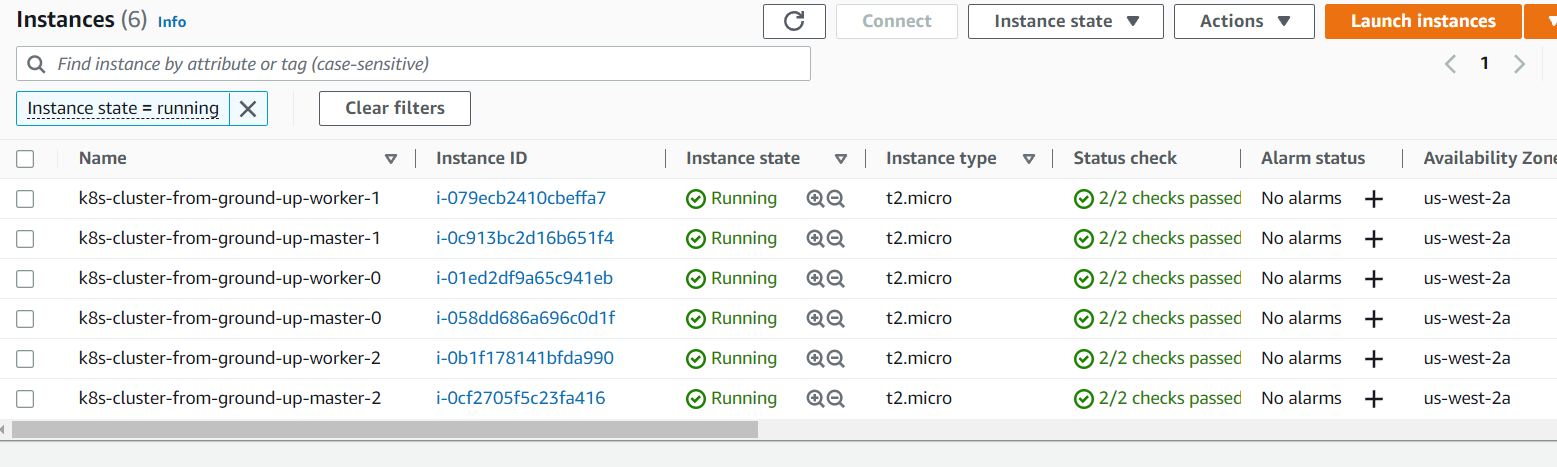 Instances (6) Info Connect Instance state Actions Launch instances
Find instance by attribute or tag (case-sensitive) 1
Instance state = running Clear filters
Name Instance ID Instance state Instance type Status check Alarm status Availability Zone
k8s-cluster-from-ground-up-worker-1 i-079ecb2410cbeffa7 Running t2.micro 2/2 checks passed No alarms + us-west-2a
k8s-cluster-from-ground-up-master-1 i-0c913bc2d16b651f4 Running t2.micro 2/2 checks passed No alarms + us-west-2a
k8s-cluster-from-ground-up-worker-0 i-01ed2df9a65c941eb Running t2.micro 2/2 checks passed No alarms + us-west-2a
k8s-cluster-from-ground-up-master-0 i-058dd686a696c0d1f Running t2.micro 2/2 checks passed No alarms + us-west-2a
k8s-cluster-from-ground-up-worker-2 i-0b1f178141bfda990 Running t2.micro 2/2 checks passed No alarms + us-west-2a
k8s-cluster-from-ground-up-master-2 i-0cf2705f5c23fa416 Running t2.micro 2/2 checks passed No alarms + us-west-2a